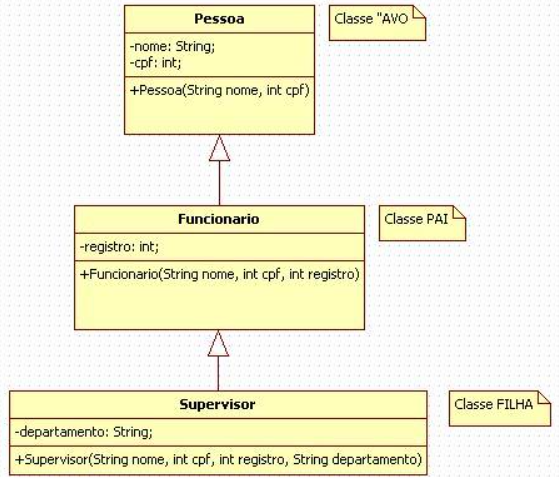 Pessoa
Classe "AVO
-nome: String;
-cpf: int;
+Pessoa(String nome, int cpf)
Funcionario
Classe PAI
-registro: int;
+Funcionario(String nome, int cpf, int registro)
Supervisor
Classe FILHA
-departamento: String;
+Supervisor(String nome, int cpf, int registro, String departamento)